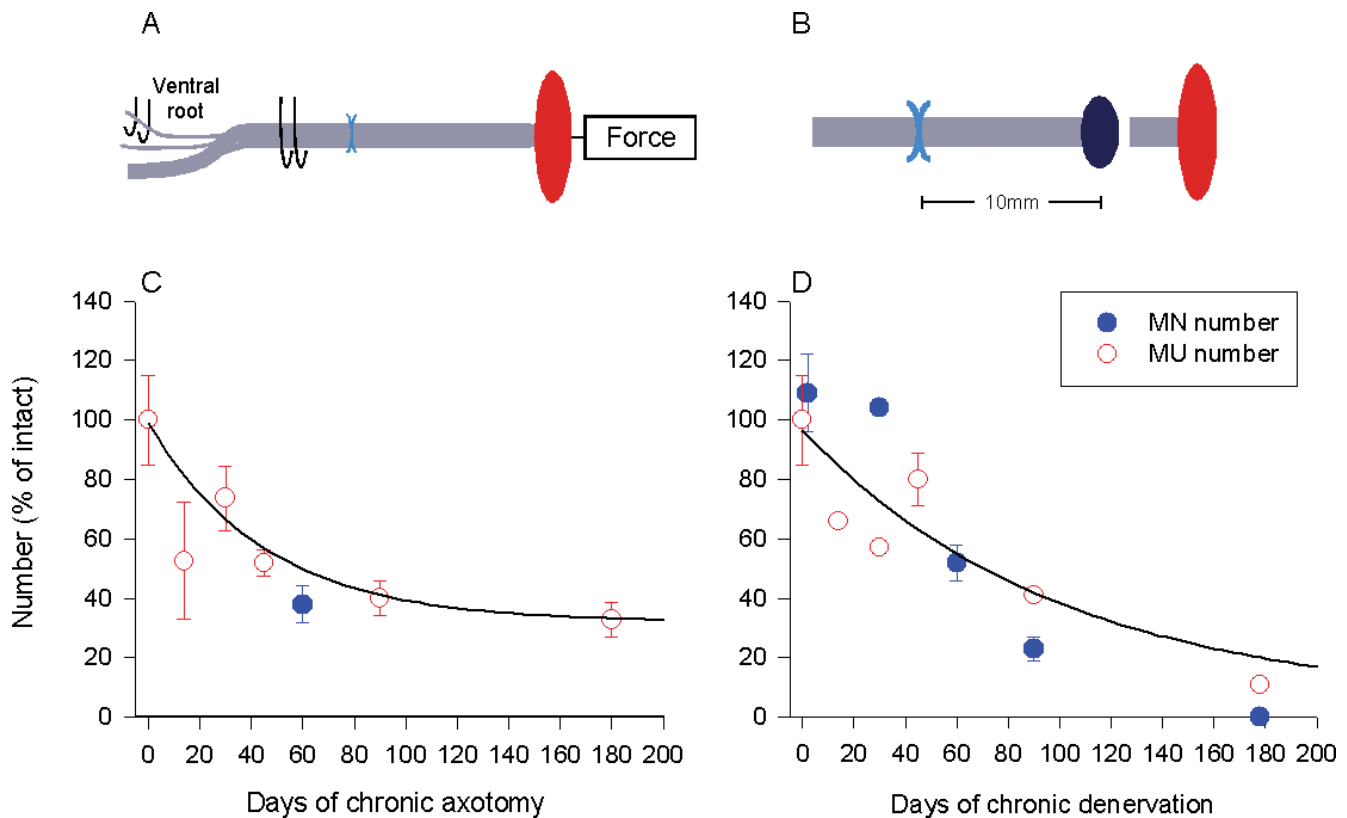 A
B
Ventral
root
Force
10mm
C
D
140
120
100
80
60
40
20
0
0 20 40 60 80 100 120 140 160 180 200
Number (% of intact)
Days of chronic axotomy
140
120
100
80
60
40
20
0
0 20 40 60 80 100 120 140 160 180 200
Days of chronic denervation
MN number
MU number